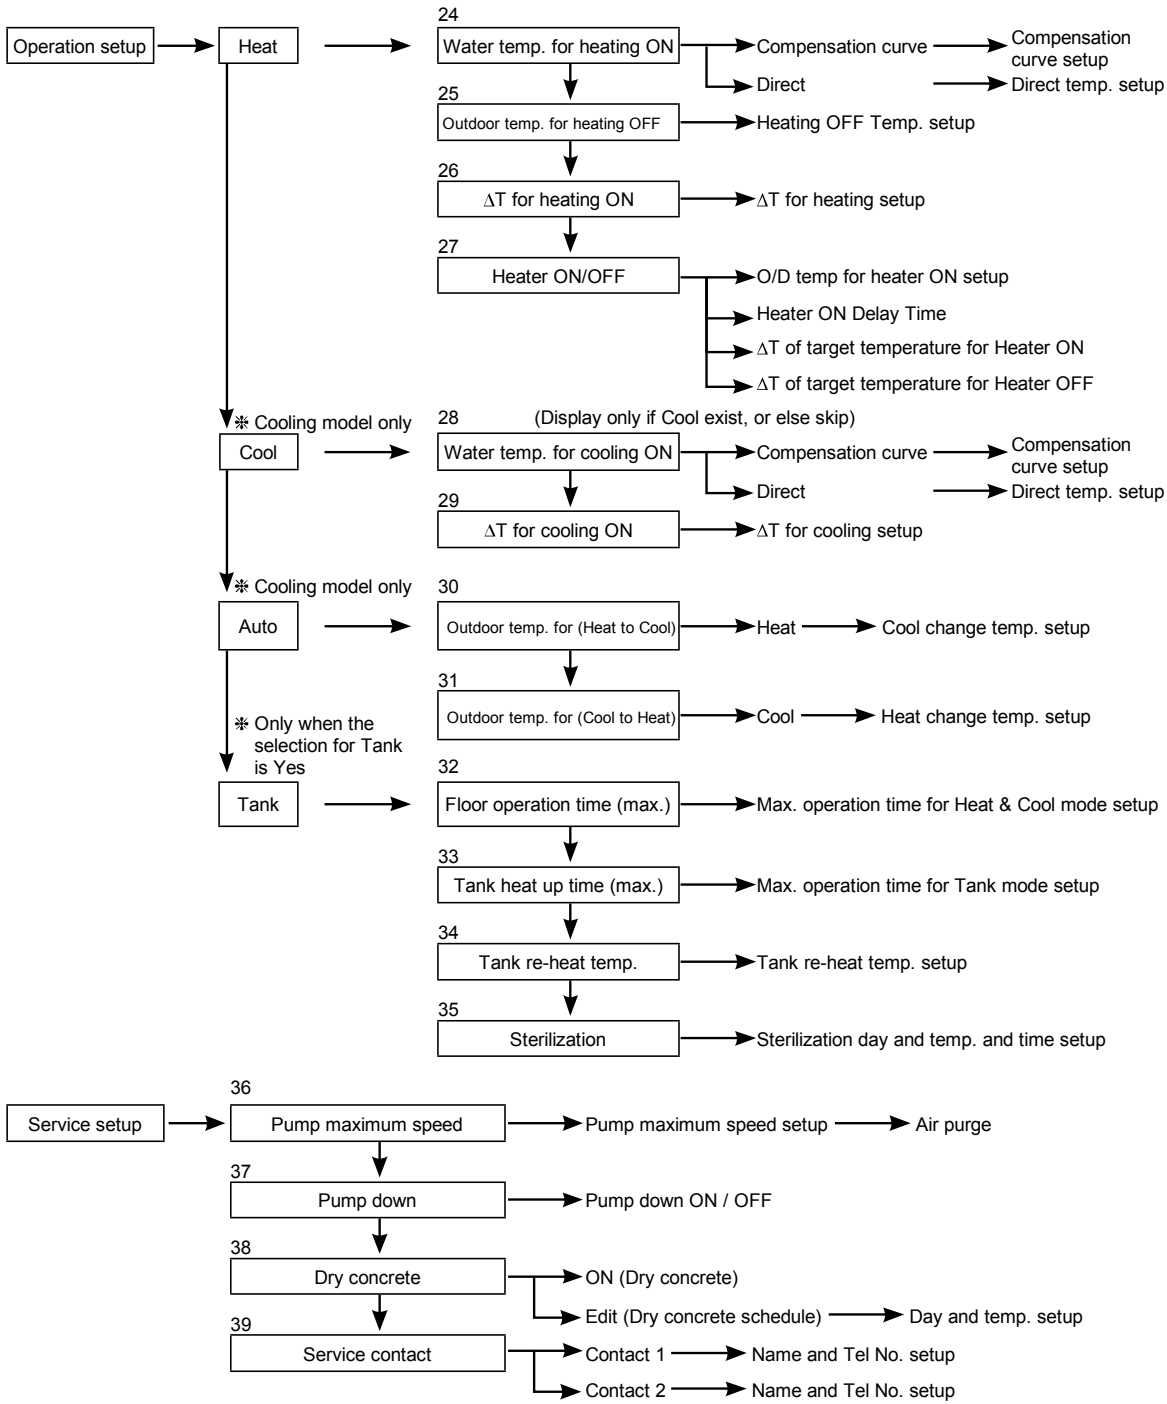 24
Operation setup
Heat
Water temp. for heating ON
Compensation curve
Compensation
curve setup
Direct
Direct temp. setup
25
Outdoor temp. for heating OFF
Heating OFF Temp. setup
26
∆T for heating ON
∆T for heating setup
27
Heater ON/OFF
O/D temp for heater ON setup
Heater ON Delay Time
∆T of target temperature for Heater ON
∆T of target temperature for Heater OFF
❉ Cooling model only
28
(Display only if Cool exist, or else skip)
Cool
Water temp. for cooling ON
Compensation curve
Compensation
curve setup
Direct
Direct temp. setup
29
∆T for cooling ON
∆T for cooling setup
❉ Cooling model only
30
Auto
Outdoor temp. for (Heat to Cool)
Heat
Cool change temp. setup
31
Outdoor temp. for (Cool to Heat)
Cool
Heat change temp. setup
❉ Only when the
selection for Tank
is Yes
32
Tank
Floor operation time (max.)
Max. operation time for Heat & Cool mode setup
33
Tank heat up time (max.)
Max. operation time for Tank mode setup
34
Tank re-heat temp.
Tank re-heat temp. setup
35
Sterilization
Sterilization day and temp. and time setup
36
Service setup
Pump maximum speed
Pump maximum speed setup
Air purge
37
Pump down
Pump down ON / OFF
38
Dry concrete
ON (Dry concrete)
Edit (Dry concrete schedule)
Day and temp. setup
39
Service contact
Contact 1
Name and Tel No. setup
Contact 2
Name and Tel No. setup